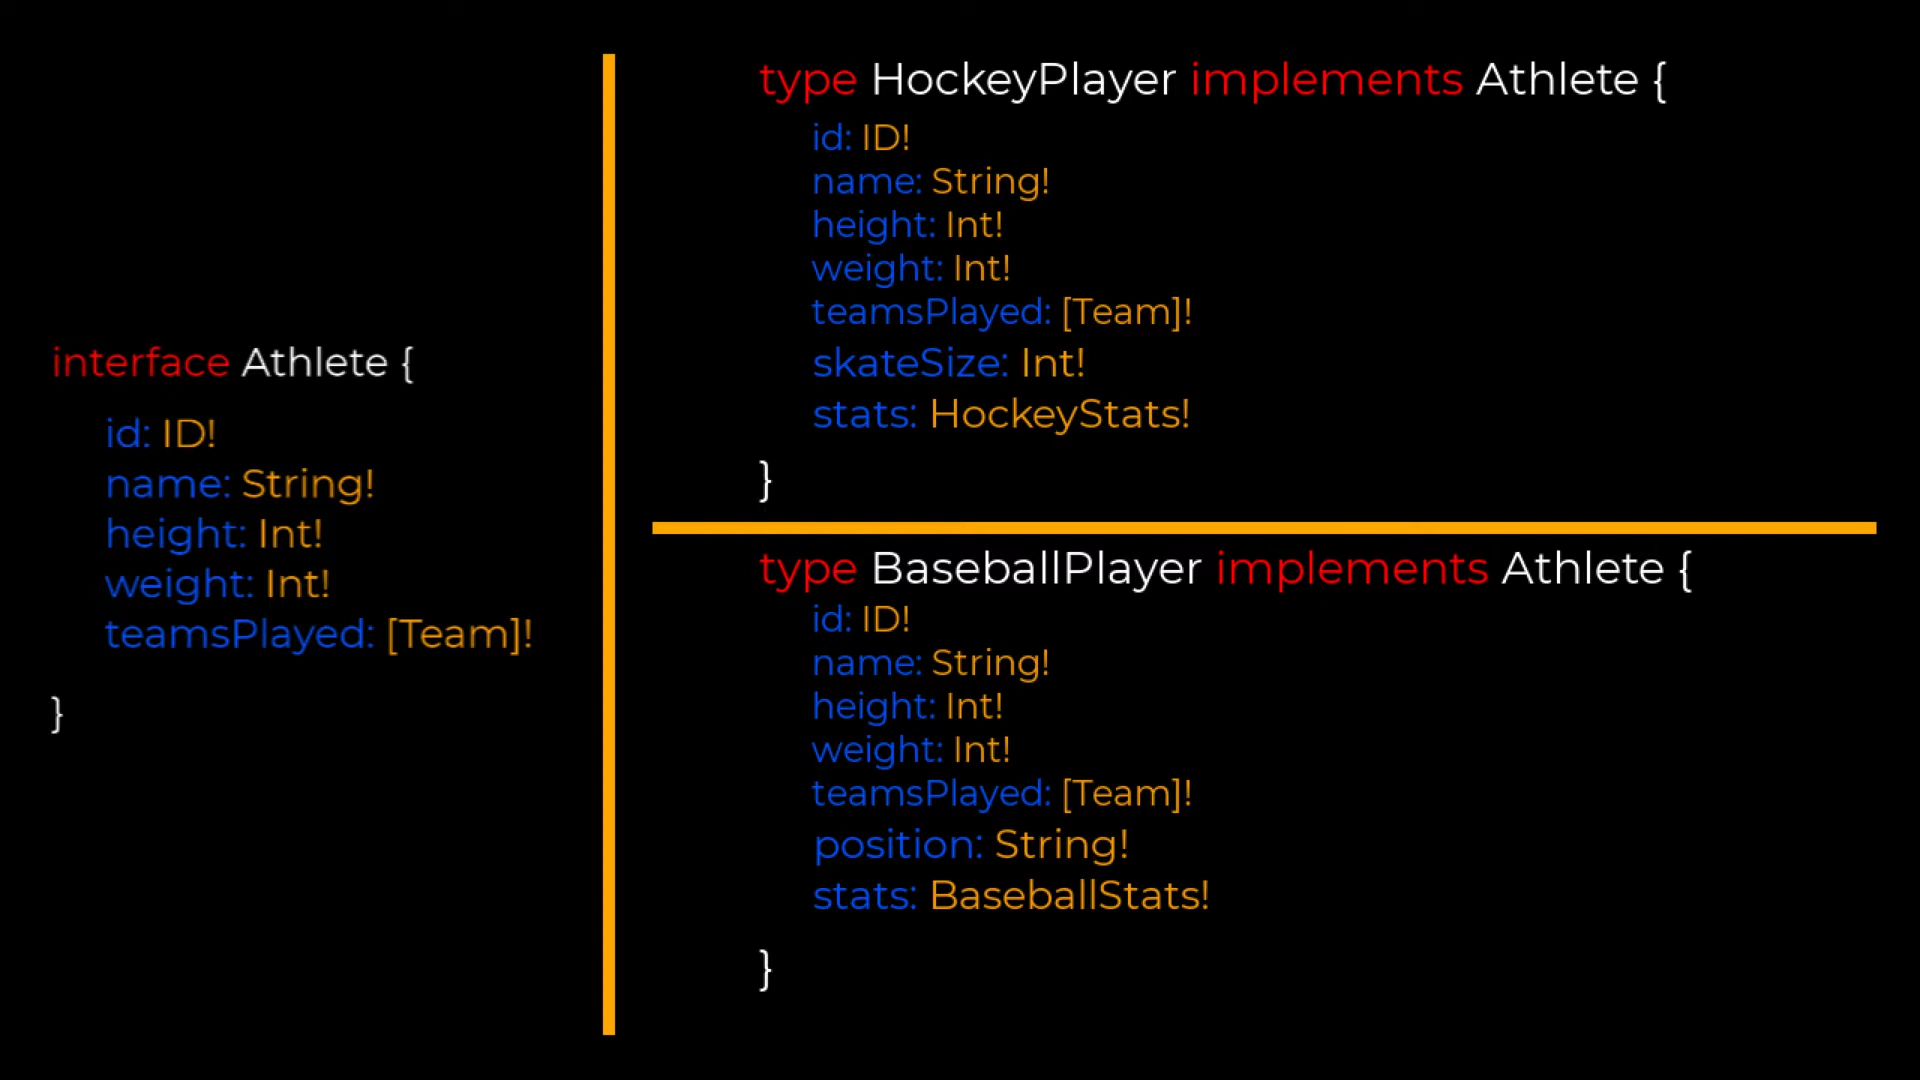 interface Athlete {
id: ID!
name: String!
height: Int!
weight: Int!
teamsPlayed: [Team]!
}
type HockeyPlayer implements Athlete {
id: ID!
name: String!
height: Int!
weight: Int!
teamsPlayed: [Team]!
skateSize: Int!
stats: HockeyStats!
}
type BaseballPlayer implements Athlete {
id: ID!
name: String!
height: Int!
weight: Int!
teamsPlayed: [Team]!
position: String!
stats: BaseballStats!
}